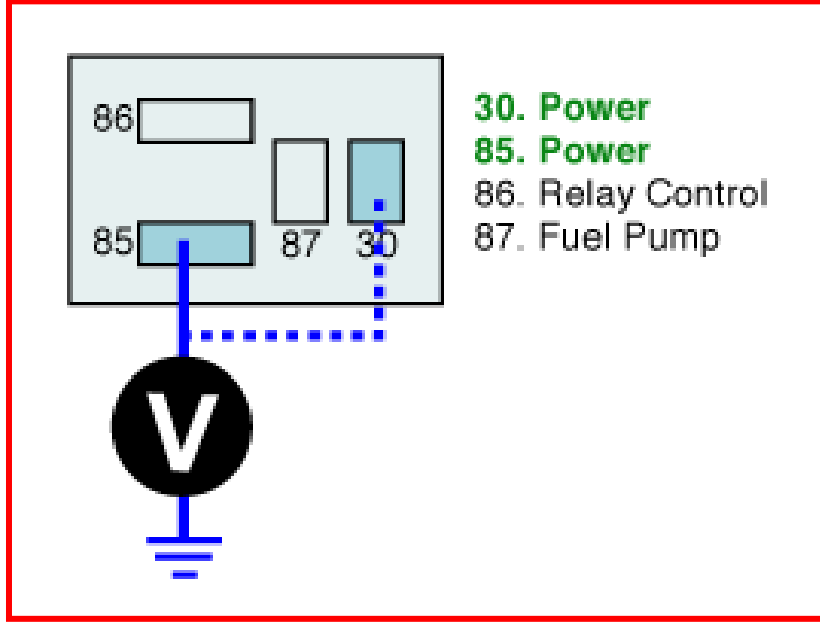 86
85
87
30
V
30. Power
85. Power
86. Relay Control
87. Fuel Pump